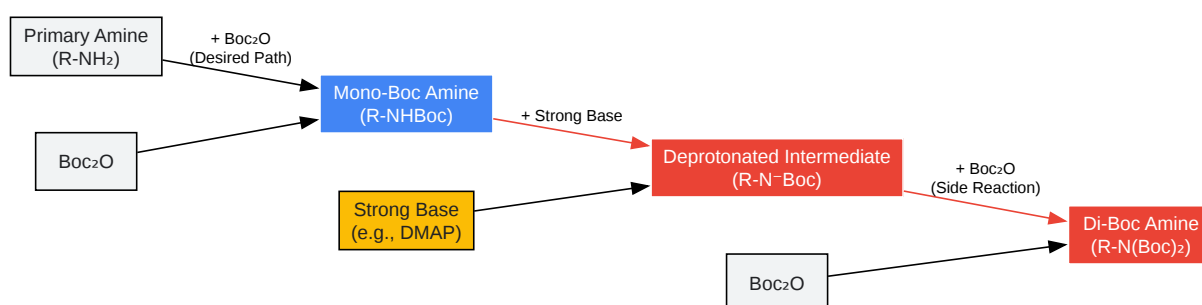 Primary Amine
(R-NH₂)
+ Boc₂O
(Desired Path)
Boc₂O
Mono-Boc Amine
(R-NHBoc)
+ Strong Base
Strong Base
(e.g., DMAP)
Deprotonated Intermediate
(R-N⁻Boc)
+ Boc₂O
(Side Reaction)
Boc₂O
Di-Boc Amine
(R-N(Boc)₂)